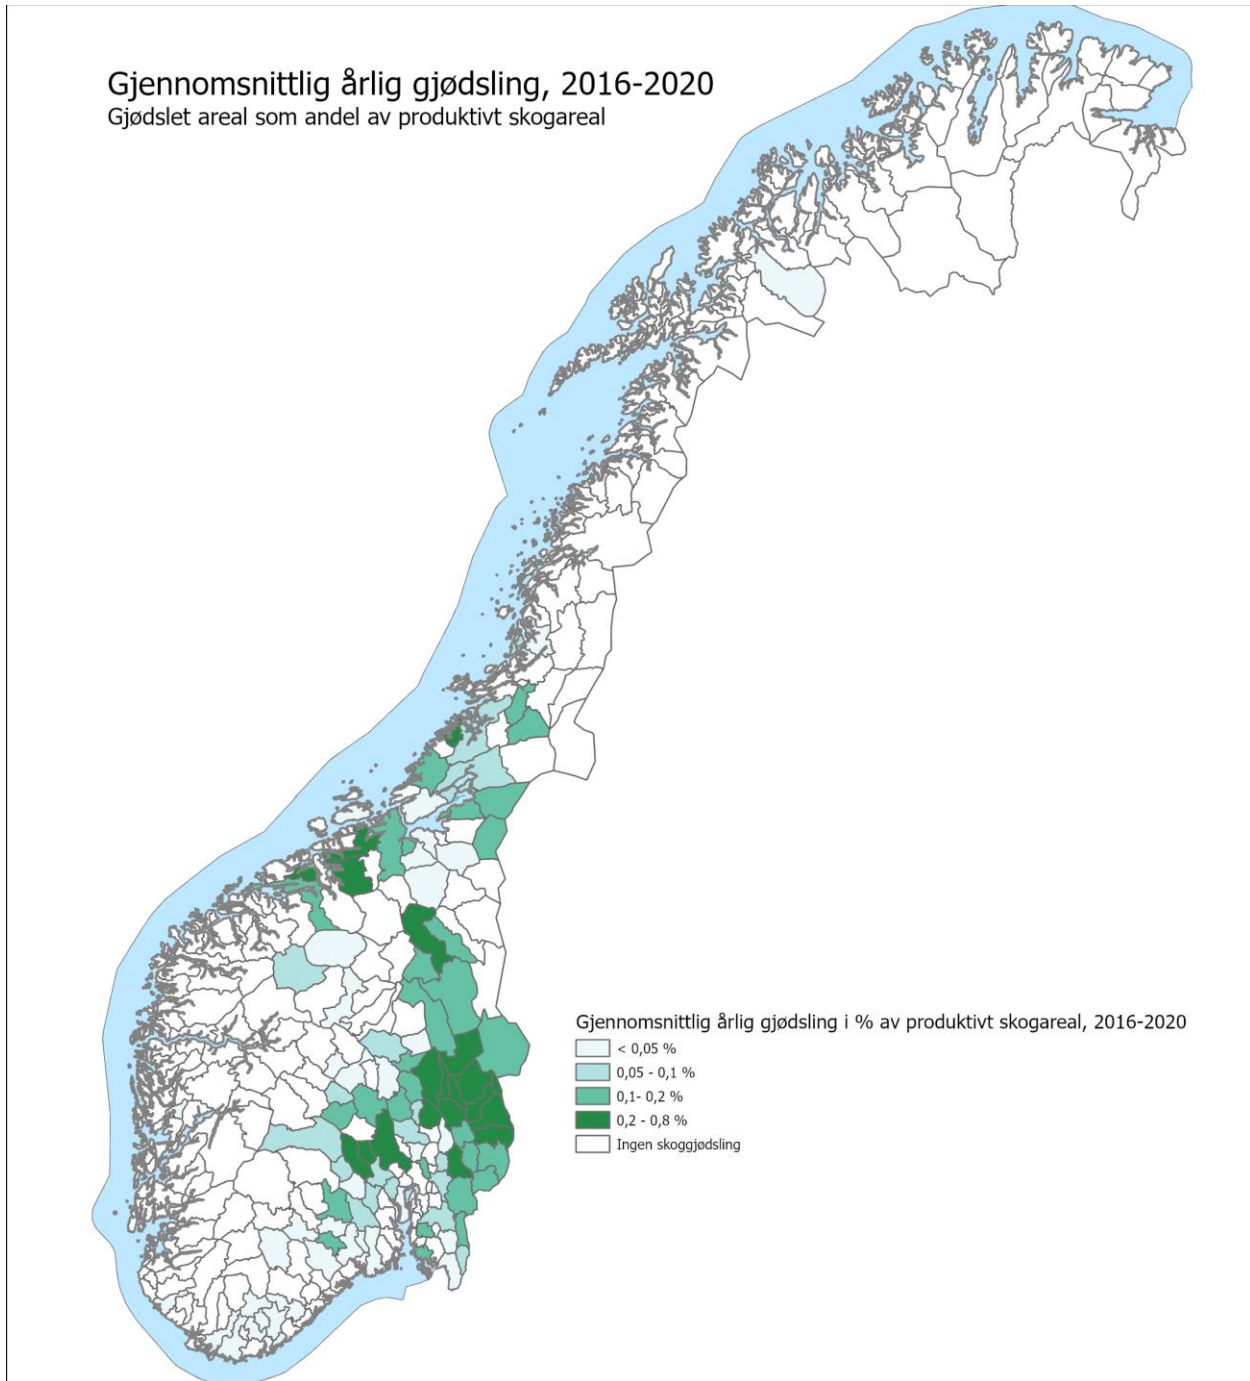 Gjennomsnittlig årlig gjødsling, 2016-2020
Gjødslet areal som andel av produktivt skogareal
Gjennomsnittlig årlig gjødsling i % av produktivt skogareal, 2016-2020
< 0,05 %
0,05 - 0,1 %
0,1- 0,2 %
0,2 - 0,8 %
Ingen skoggjødsling